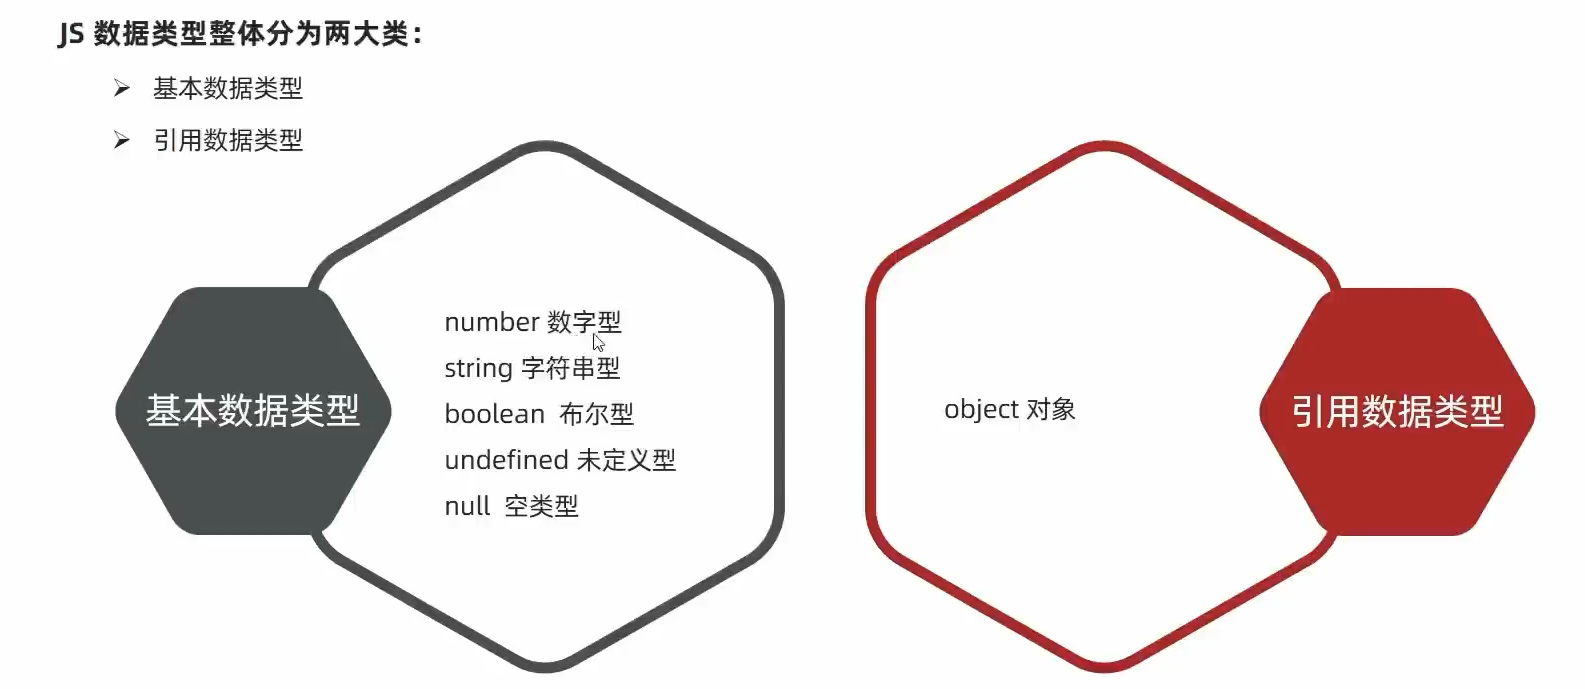 JS 数据类型整体分为两大类：
基本数据类型
引用数据类型
基本数据类型
number 数字型
string 字符串型
boolean 布尔型
undefined 未定义型
null 空类型
object 对象
引用数据类型